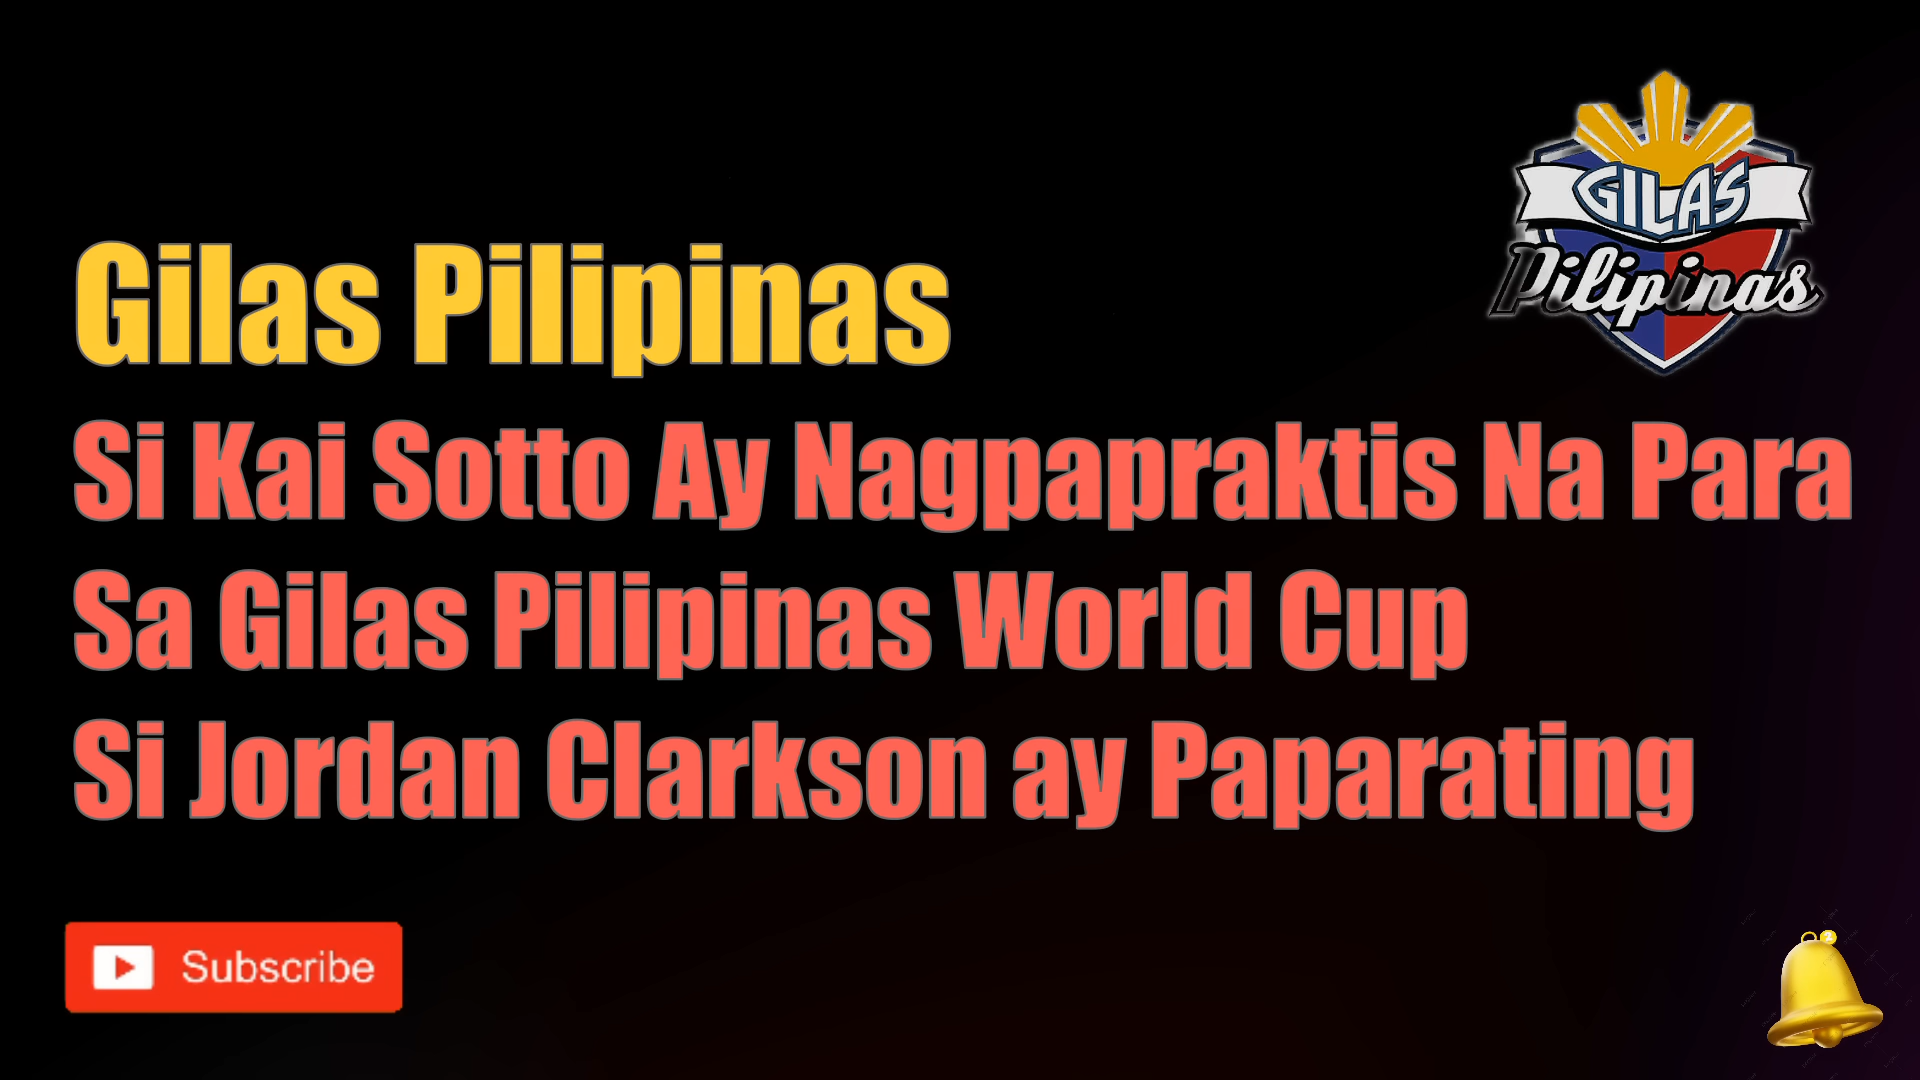 GILAS
Pilipinas
Gilas Pilipinas
Si Kai Sotto Ay Nagpapraktis Na Para
Sa Gilas Pilipinas World Cup
Si Jordan Clarkson ay Paparating
Subscribe